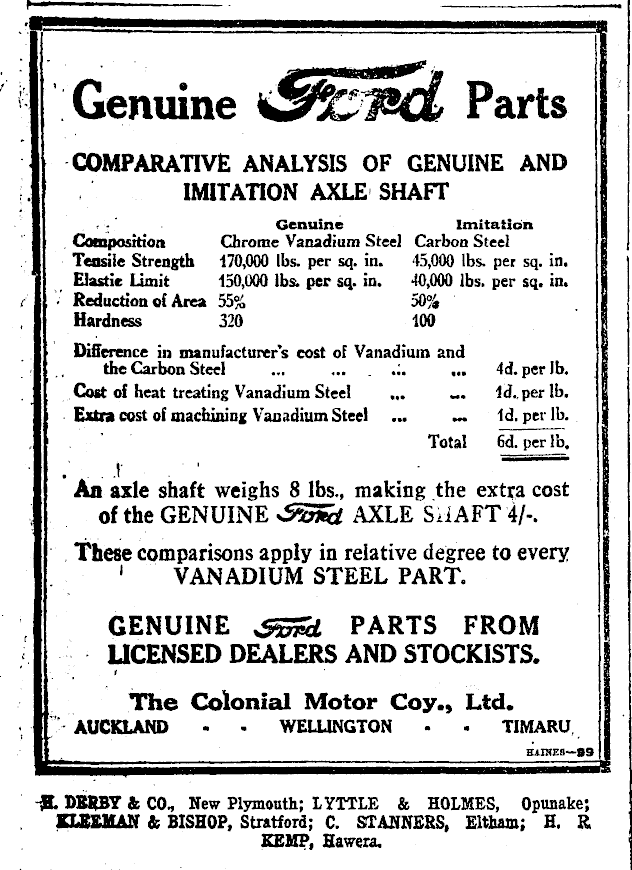 Genuine Ford Parts
COMPARATIVE ANALYSIS OF GENUINE AND
IMITATION AXLE SHAFT
Genuine Imitation
Composition Chrome Vanadium Steel Carbon Steel
Tensile Strength 170,000 lbs. per sq. in. 45,000 lbs. per sq. in.
Elastic Limit 150,000 lbs. per sq. in. 40,000 lbs. per sq. in.
Reduction of Area 55% 50%
Hardness 320 100
Difference in manufacturer's cost of Vanadium and
the Carbon Steel ... ... ... ... 4d. per lb.
Cost of heat treating Vanadium Steel ... ... 1d. per lb.
Extra cost of machining Vanadium Steel ... ... 1d. per lb.
Total 6d. per lb.
An axle shaft weighs 8 lbs., making the extra cost
of the GENUINE Ford AXLE SHAFT 4/-.
These comparisons apply in relative degree to every
VANADIUM STEEL PART.
GENUINE Ford PARTS FROM
LICENSED DEALERS AND STOCKISTS.
The Colonial Motor Coy., Ltd.
AUCKLAND - - WELLINGTON - - TIMARU
HAINES—99
H. DERBY & CO., New Plymouth; LYTTLE & HOLMES, Opunake;
KLEEMAN & BISHOP, Stratford; C. STANNERS, Eltham; H. R
KEMP, Hawera.